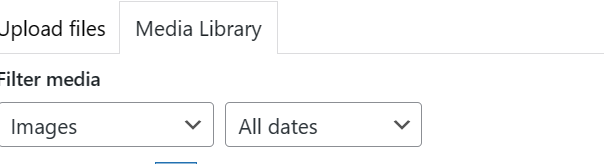 Upload files Media Library
Filter media
Images All dates